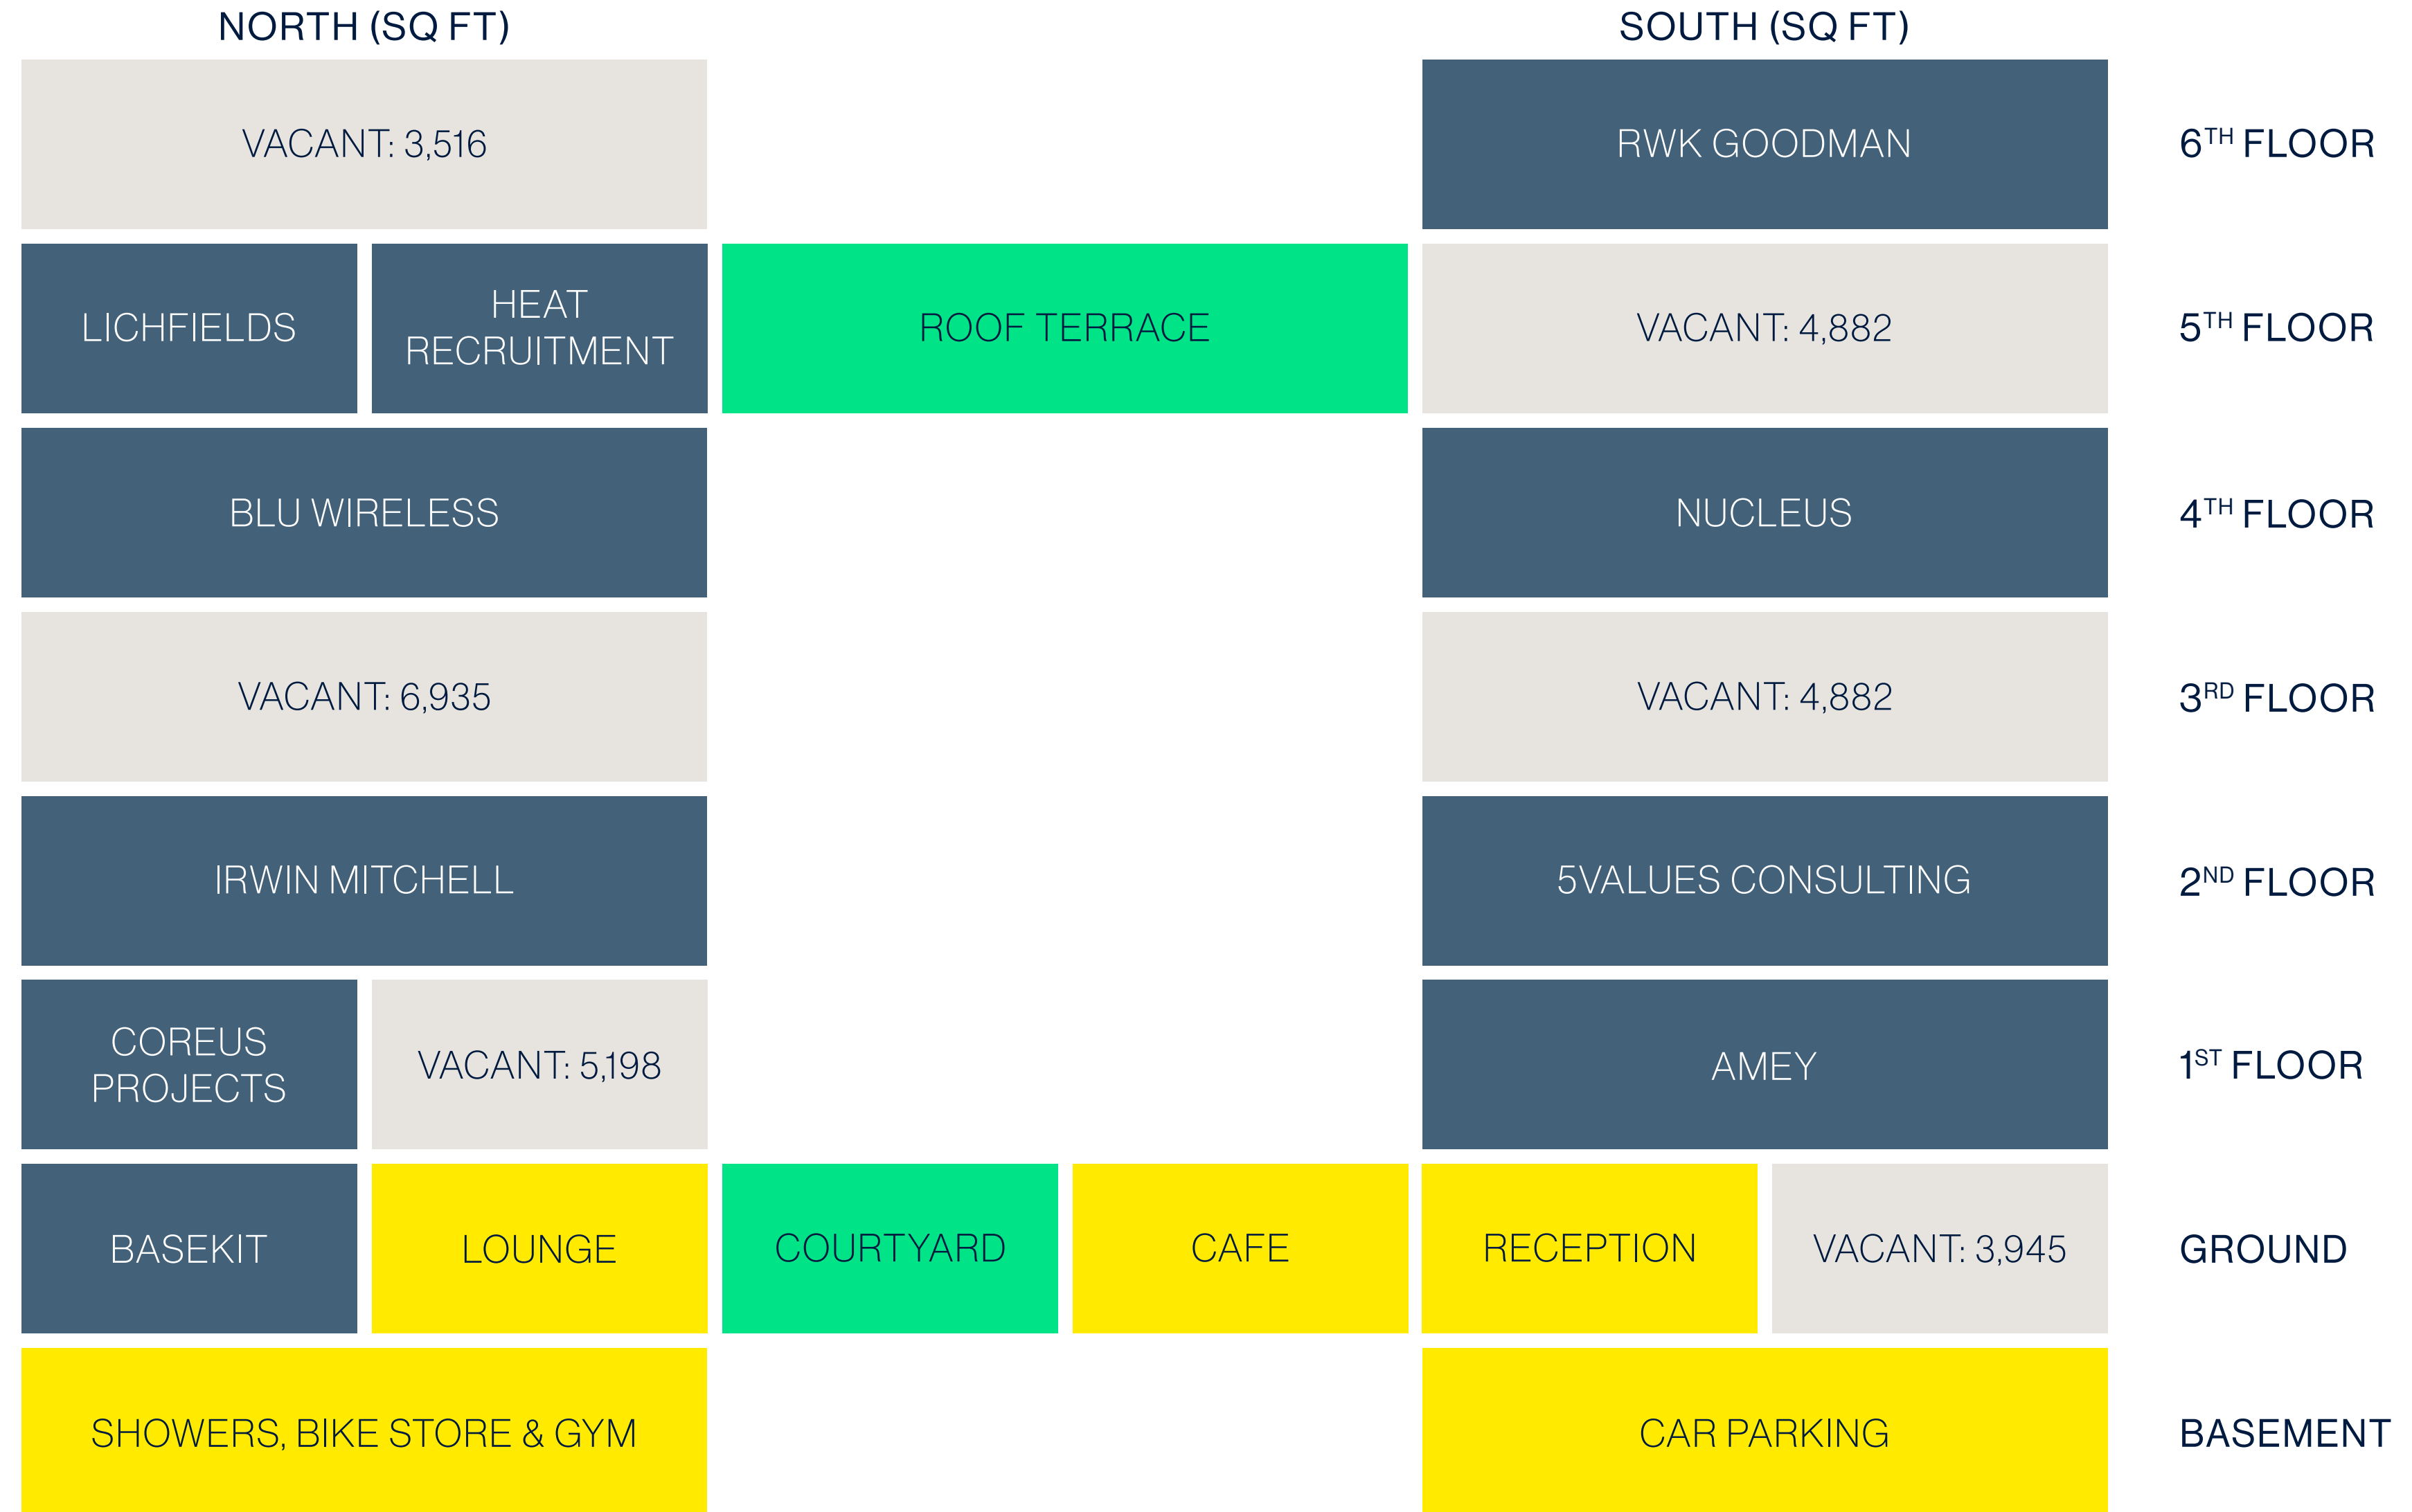 NORTH (SQ FT)
SOUTH (SQ FT)
VACANT: 3,516
RWK GOODMAN
6TH FLOOR
LICHFIELDS
HEAT
RECRUITMENT
ROOF TERRACE
VACANT: 4,882
5TH FLOOR
BLU WIRELESS
NUCLEUS
4TH FLOOR
VACANT: 6,935
VACANT: 4,882
3RD FLOOR
IRWIN MITCHELL
5VALUES CONSULTING
2ND FLOOR
COREUS
PROJECTS
VACANT: 5,198
AMEY
1ST FLOOR
BASEKIT
LOUNGE
COURTYARD
CAFE
RECEPTION
VACANT: 3,945
GROUND
SHOWERS, BIKE STORE & GYM
CAR PARKING
BASEMENT